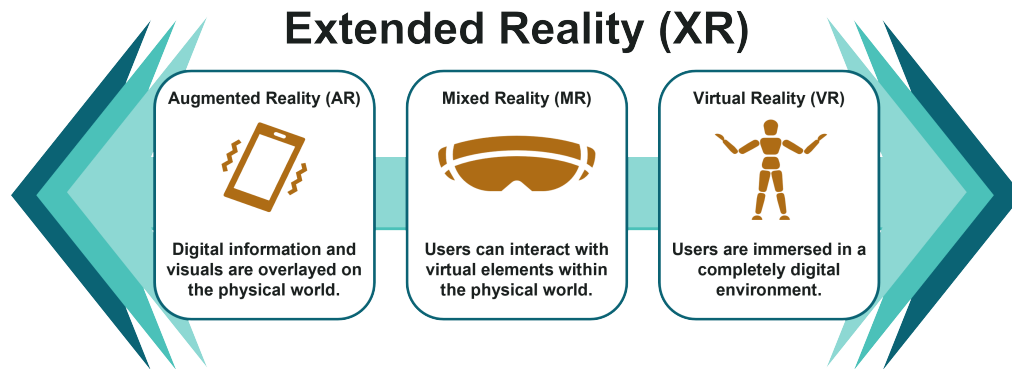 Extended Reality (XR)
Augmented Reality (AR)
Digital information and
visuals are overlayed on
the physical world.
Mixed Reality (MR)
Users can interact with
virtual elements within
the physical world.
Virtual Reality (VR)
Users are immersed in a
completely digital
environment.